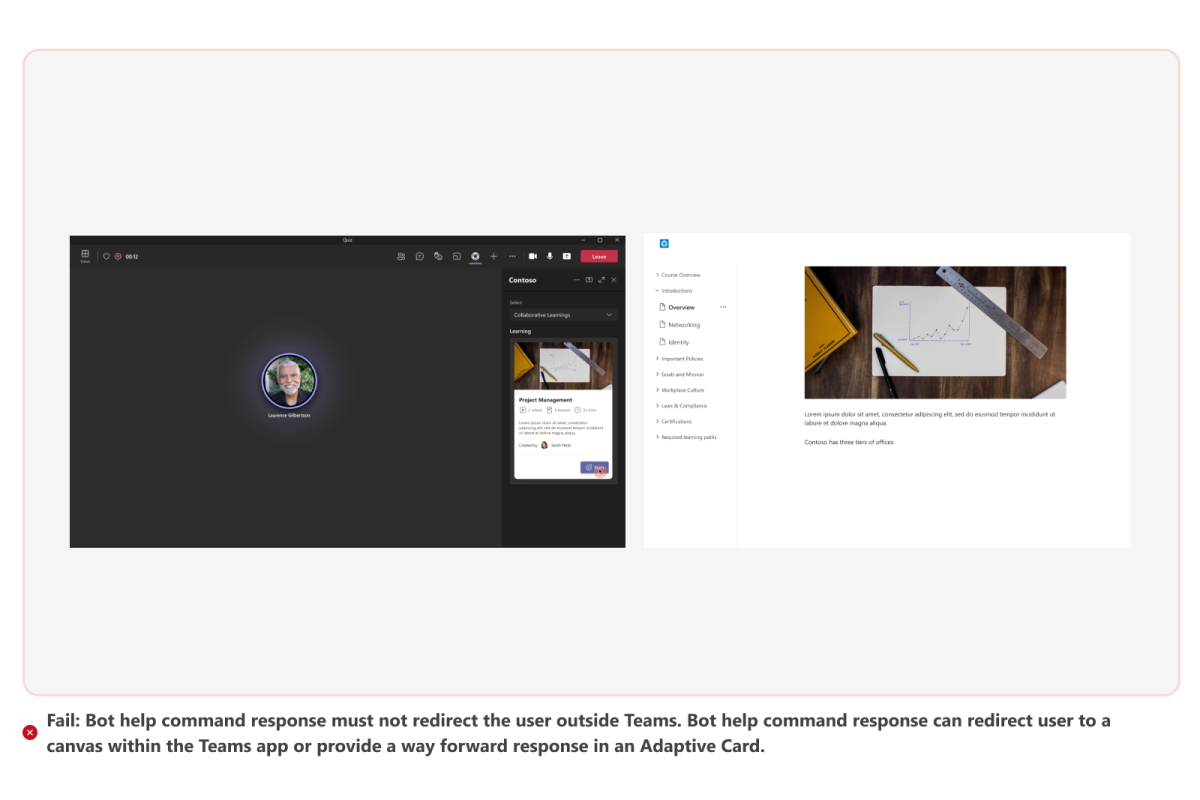 Quiz
Views
00:12
Leave
Contoso
Select
Collaborative Learnings
Learning
Project Management
2 videos
3 lessons
Lorem ipsum dolor sit amet, consectetur
adipiscing elit, sed do eiusmod tempor incididunt
ut labore et dolore magna aliqua.
Created by
Sarah Perez
Laurence Gilbertson
Course Overview
Introductions
Overview
Networking
Identity
Important Policies
Goals and Mission
Workplace Culture
Laws & Compliance
Certifications
Required learning paths
Lorem ipsum dolor sit amet, consectetur adipiscing elit, sed do eiusmod tempor incididunt ut
labore et dolore magna aliqua.
Contoso has three tiers of offices:
Fail: Bot help command response must not redirect the user outside Teams. Bot help command response can redirect user to a
canvas within the Teams app or provide a way forward response in an Adaptive Card.